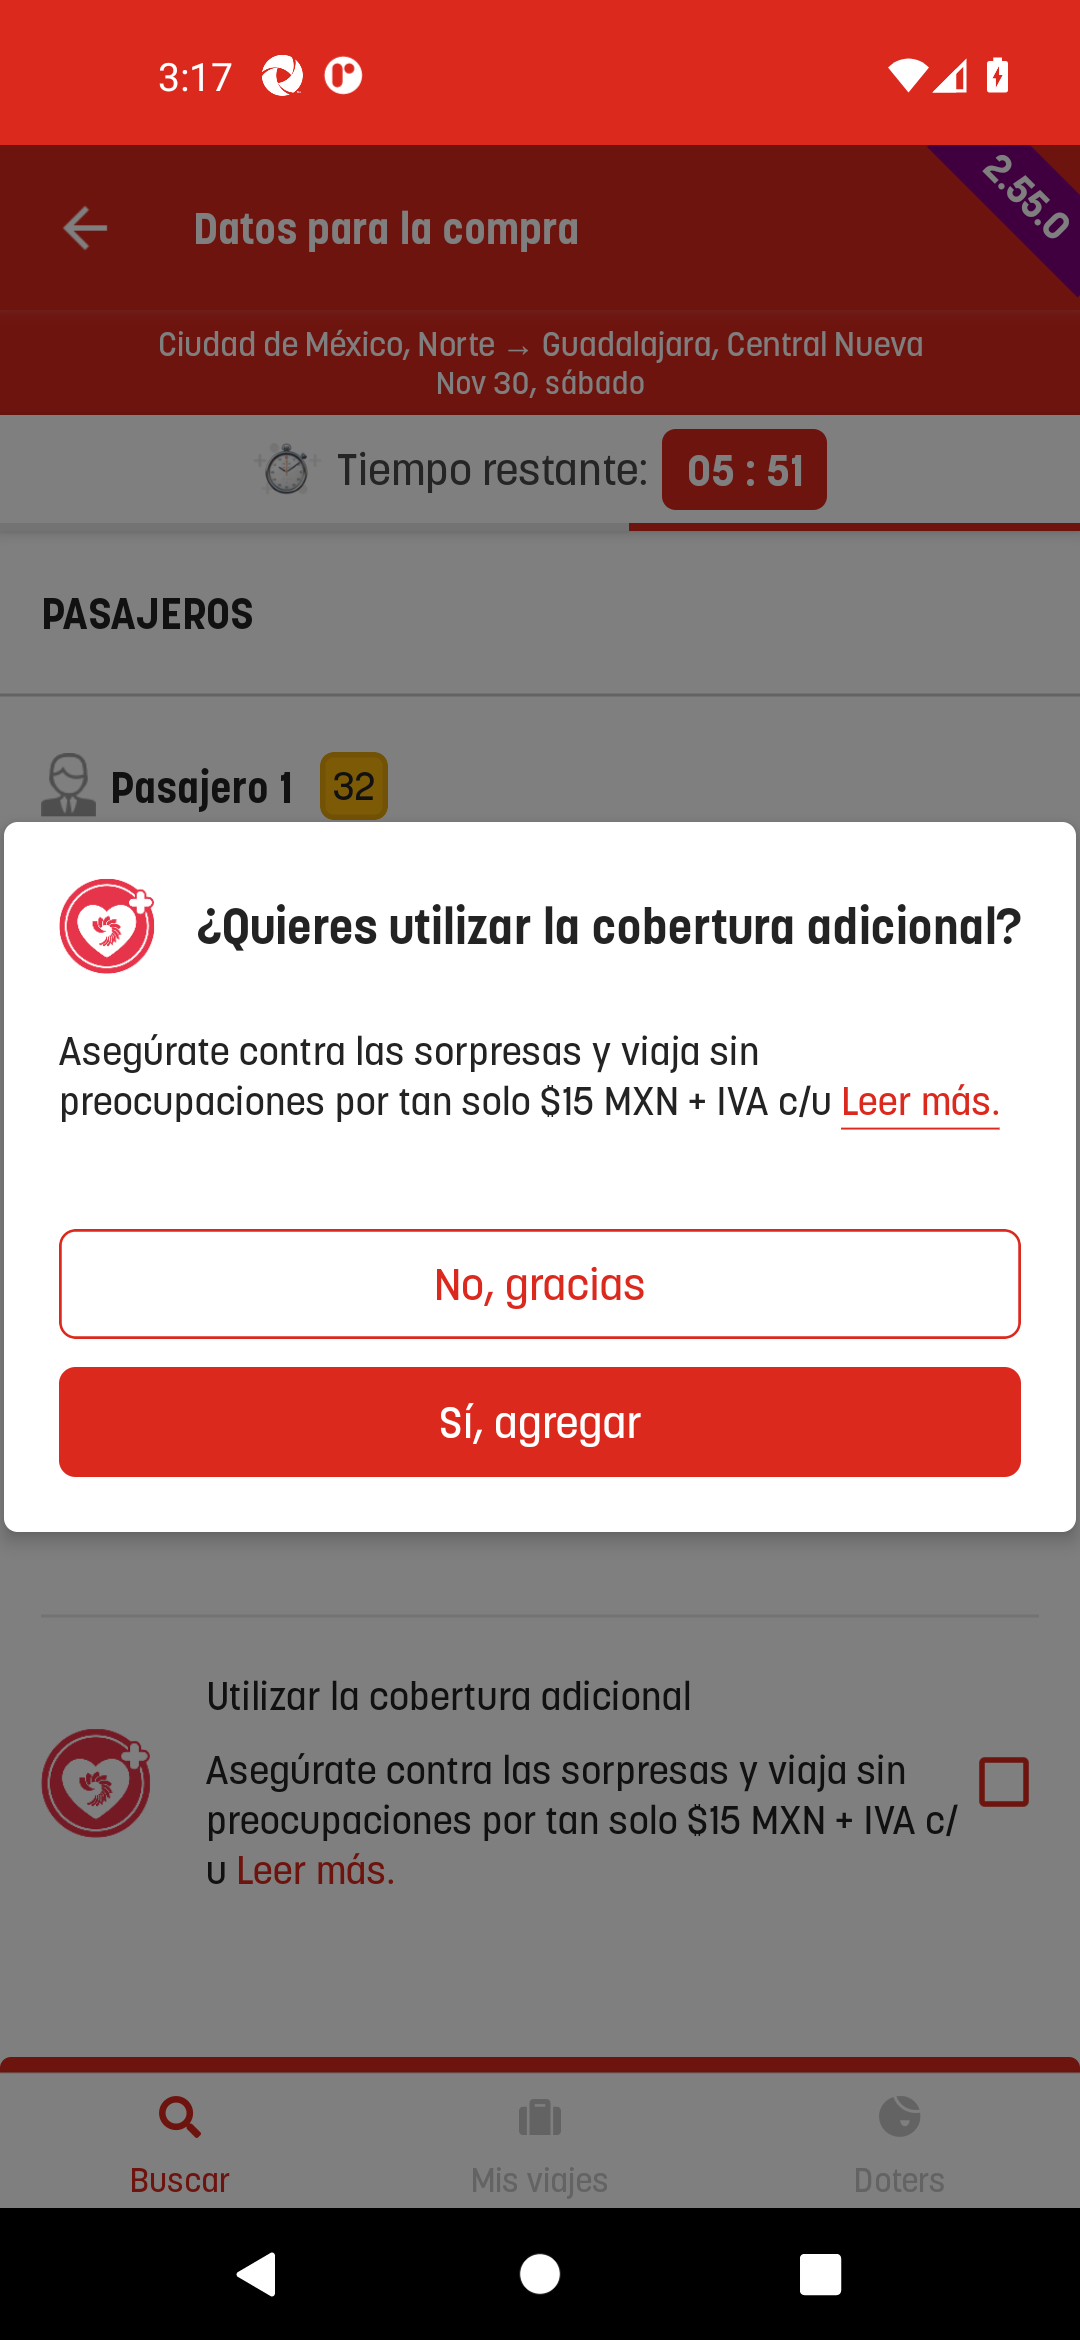 3:17
2.55.0
Datos para la compra
Ciudad de México, Norte → Guadalajara, Central Nueva
Nov 30, sábado
Tiempo restante: 05 : 51
PASAJEROS
Pasajero 1 32
¿Quieres utilizar la cobertura adicional?
Asegúrate contra las sorpresas y viaja sin
preocupaciones por tan solo $15 MXN + IVA c/u Leer más.
No, gracias
Sí, agregar
Utilizar la cobertura adicional
Asegúrate contra las sorpresas y viaja sin
preocupaciones por tan solo $15 MXN + IVA c/
u Leer más.
Buscar
Mis viajes
Doters